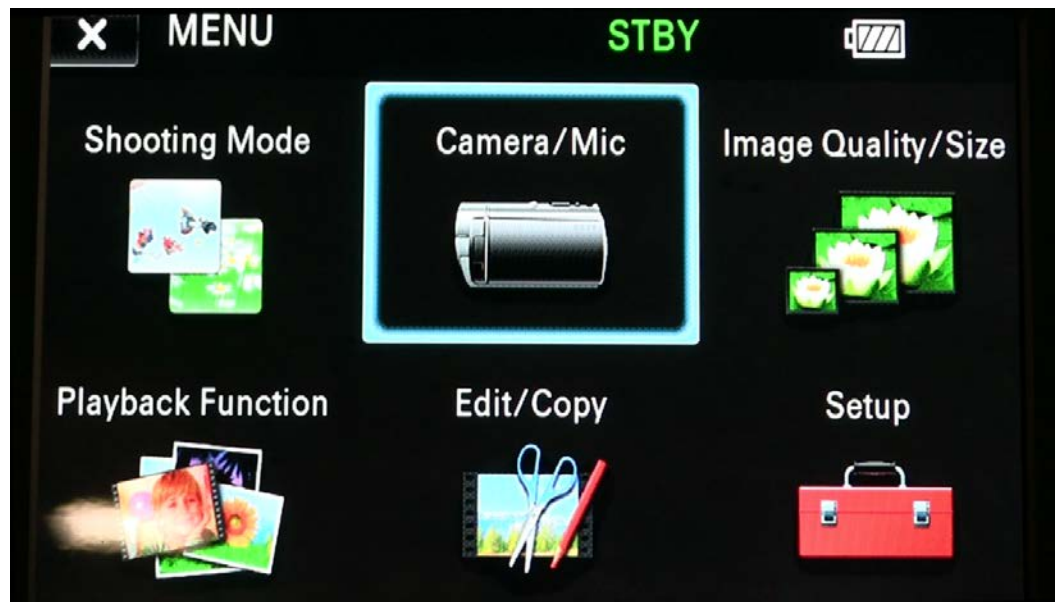 MENU STBY
Shooting Mode Camera/Mic Image Quality/Size
Playback Function Edit/Copy Setup